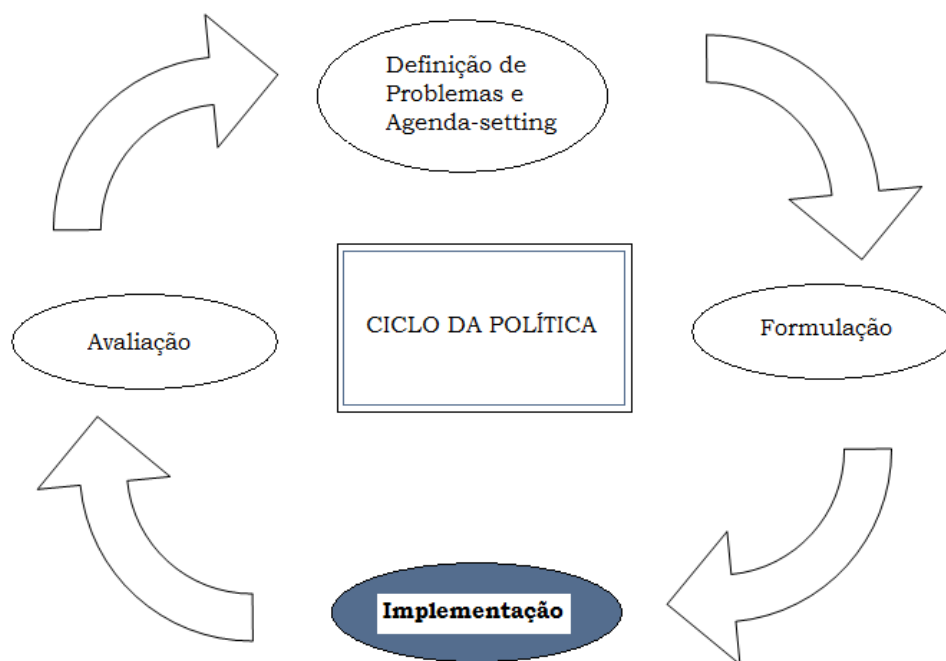 Definição de
Problemas e
Agenda-setting
Avaliação
CICLO DA POLÍTICA
Formulação
Implementação